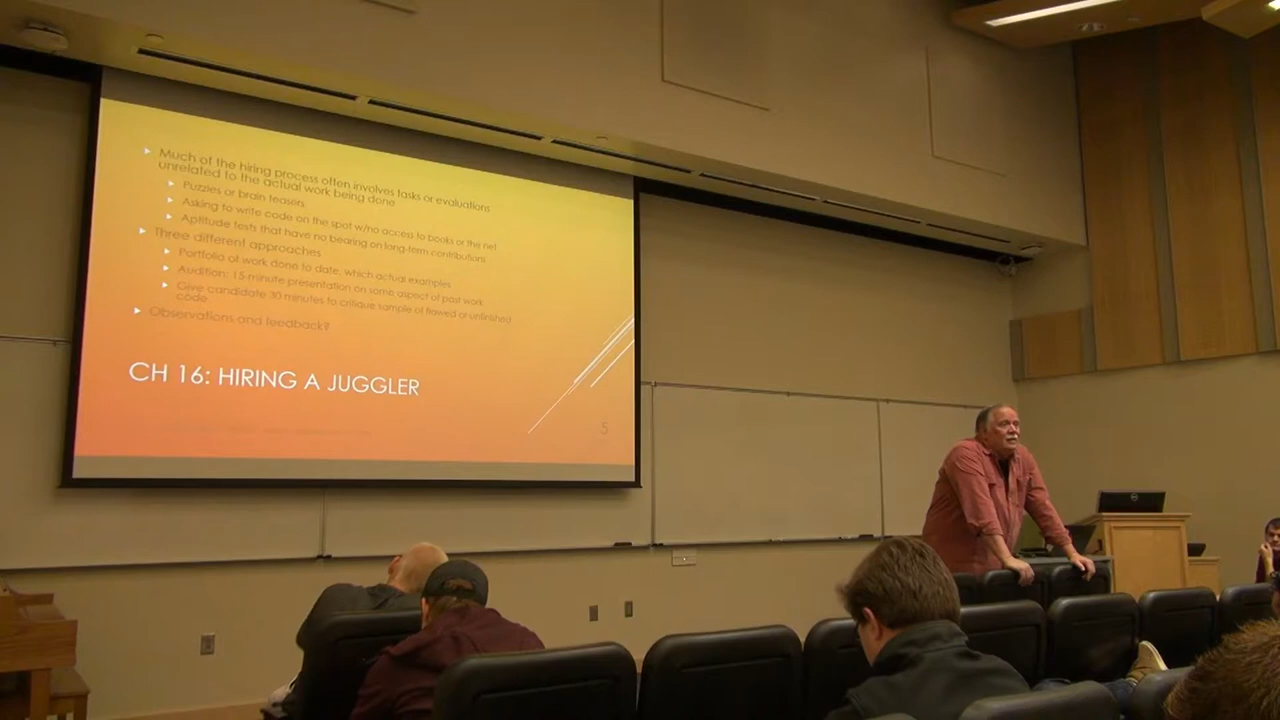 Much of the hiring process often involves tasks or evaluations
unrelated to the actual work being done
Puzzles or brain teasers
Asking to write code on the spot w/no access to books or the net
Aptitude tests that have no bearing on long-term contributions
Three different approaches
Portfolio of work done to date, which actual examples
Audition: 15-minute presentation on some aspect of past work
Give candidate 30 minutes to critique sample of flawed or unfinished
code
Observations and feedback?
CH 16: HIRING A JUGGLER
5